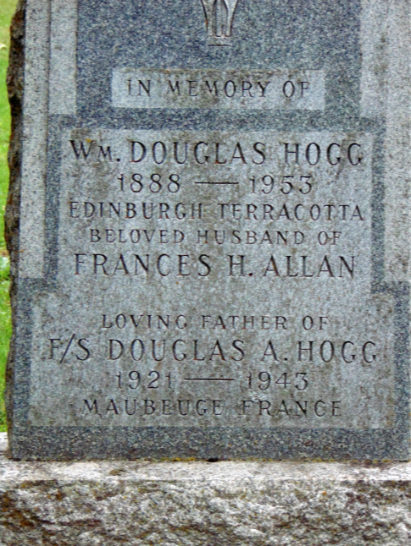 IN MEMORY OF
WM. DOUGLAS HOGG
1888 — 1953
EDINBURGH TERRACOTTA
BELOVED HUSBAND OF
FRANCES H. ALLAN
LOVING FATHER OF
F/S DOUGLAS A. HOGG
1921 — 1943
MAUBEUGE FRANCE